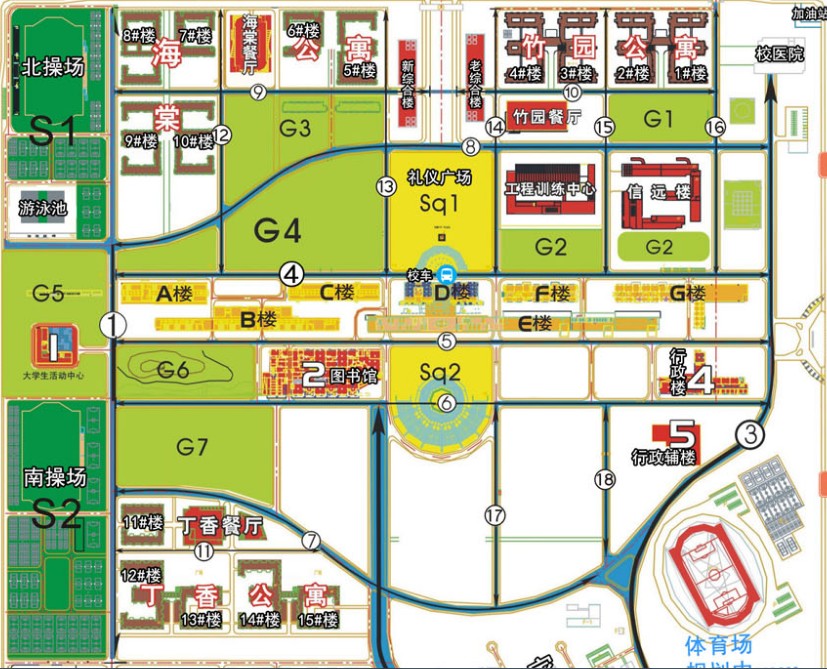 8#楼
7#楼
海
海棠餐厅
6#楼
公
寓
5#楼
新综合楼
老综合楼
竹
园
公
寓
4#楼
3#楼
2#楼
1#楼
加油站
校医院
北操场
S1
9
10
棠
9#楼
10#楼
12
G3
14
竹园餐厅
15
G1
16
8
游泳池
13
礼仪广场
Sq1
工程训练中心
信远楼
G4
G2
G2
4
校车
G5
A楼
C楼
D楼
F楼
G楼
B楼
E楼
1
5
1
大学生活动中心
G6
2
图书馆
Sq2
行政楼
4
6
G7
5
行政辅楼
3
南操场
S2
18
17
11#楼
丁香餐厅
7
11
12#楼
丁
香
公
寓
13#楼
14#楼
15#楼
体育场